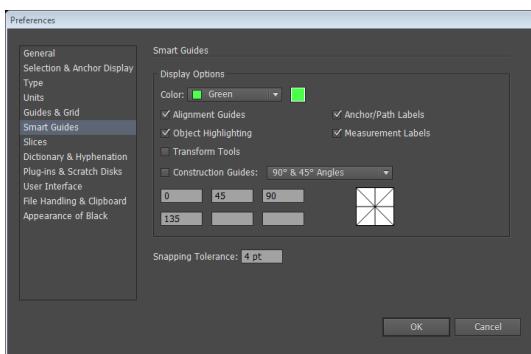 Preferences
General
Selection & Anchor Display
Type
Units
Guides & Grid
Smart Guides
Slices
Dictionary & Hyphenation
Plug-ins & Scratch Disks
User Interface
File Handling & Clipboard
Appearance of Black
Smart Guides
Display Options
Color: Green
Alignment Guides
Anchor/Path Labels
Object Highlighting
Measurement Labels
Transform Tools
Construction Guides: 90° & 45° Angles
0 45 90
135
Snapping Tolerance: 4 pt
OK Cancel